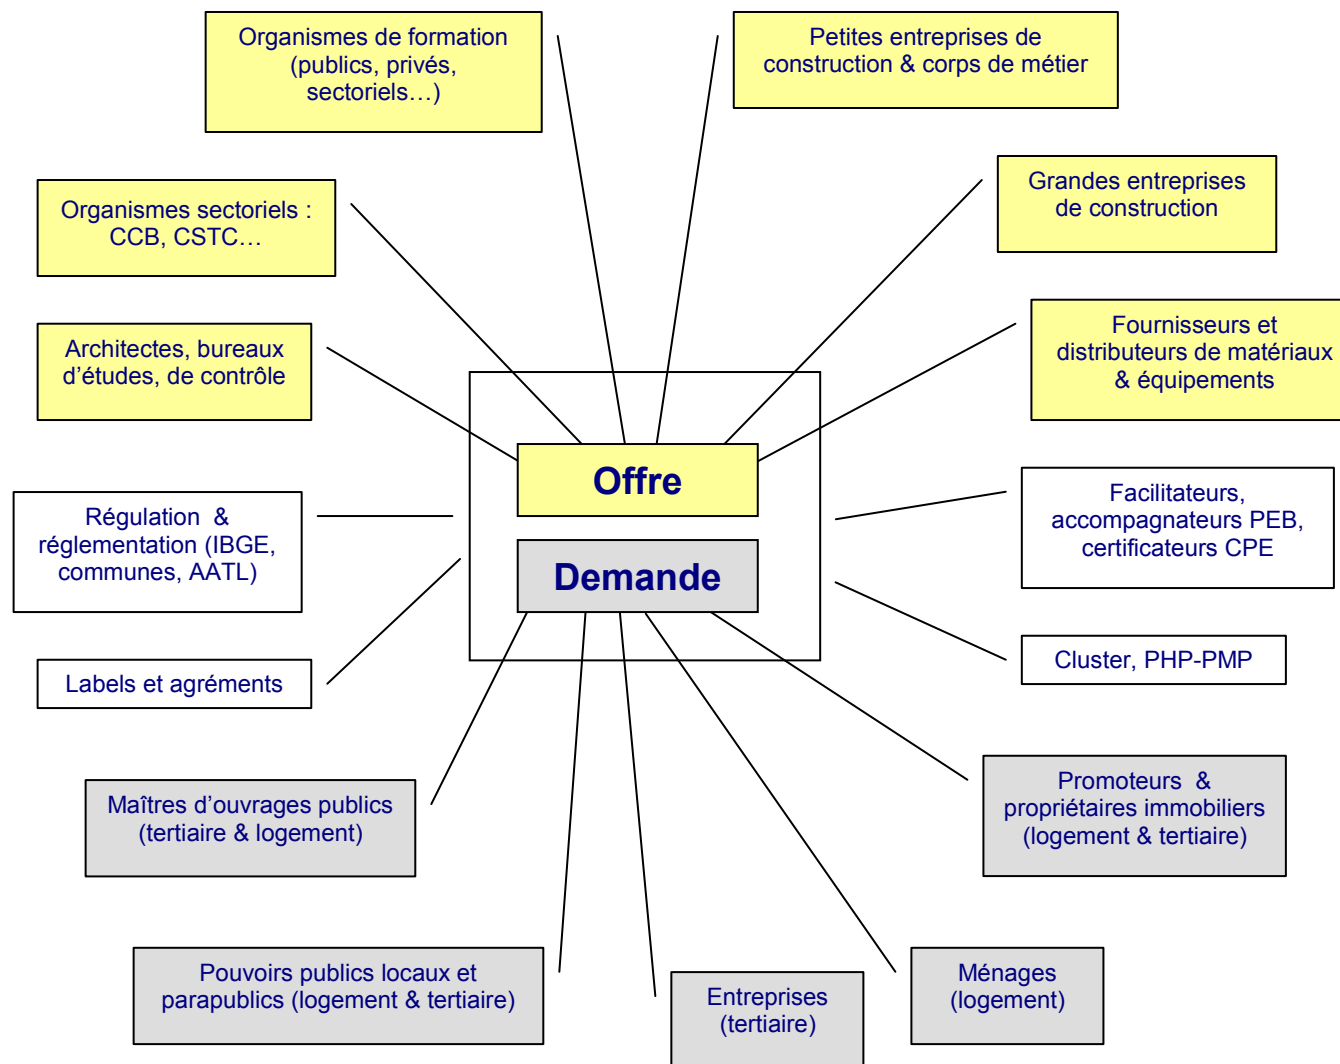 Organismes de formation
(publics, privés,
sectoriels…)
Petites entreprises de
construction & corps de métier
Organismes sectoriels :
CCB, CSTC…
Grandes entreprises
de construction
Architectes, bureaux
d’études, de contrôle
Fournisseurs et
distributeurs de matériaux
& équipements
Offre
Régulation &
réglementation (IBGE,
communes, AATL)
Facilitateurs,
accompagnateurs PEB,
certificateurs CPE
Demande
Labels et agréments
Cluster, PHP-PMP
Maîtres d’ouvrages publics
(tertiaire & logement)
Promoteurs &
propriétaires immobiliers
(logement & tertiaire)
Pouvoirs publics locaux et
parapublics (logement & tertiaire)
Entreprises
(tertiaire)
Ménages
(logement)